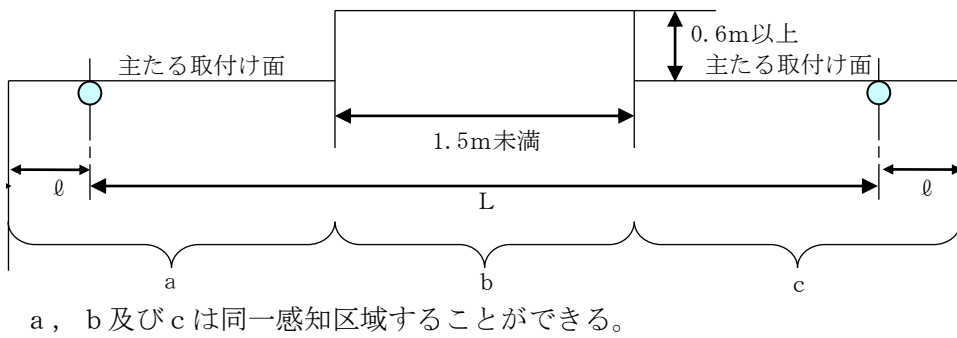 0.6m以上
主たる取付け面
主たる取付け面
1.5m未満
ℓ
L
ℓ
a
b
c
a， b及びcは同一感知区域することができる。